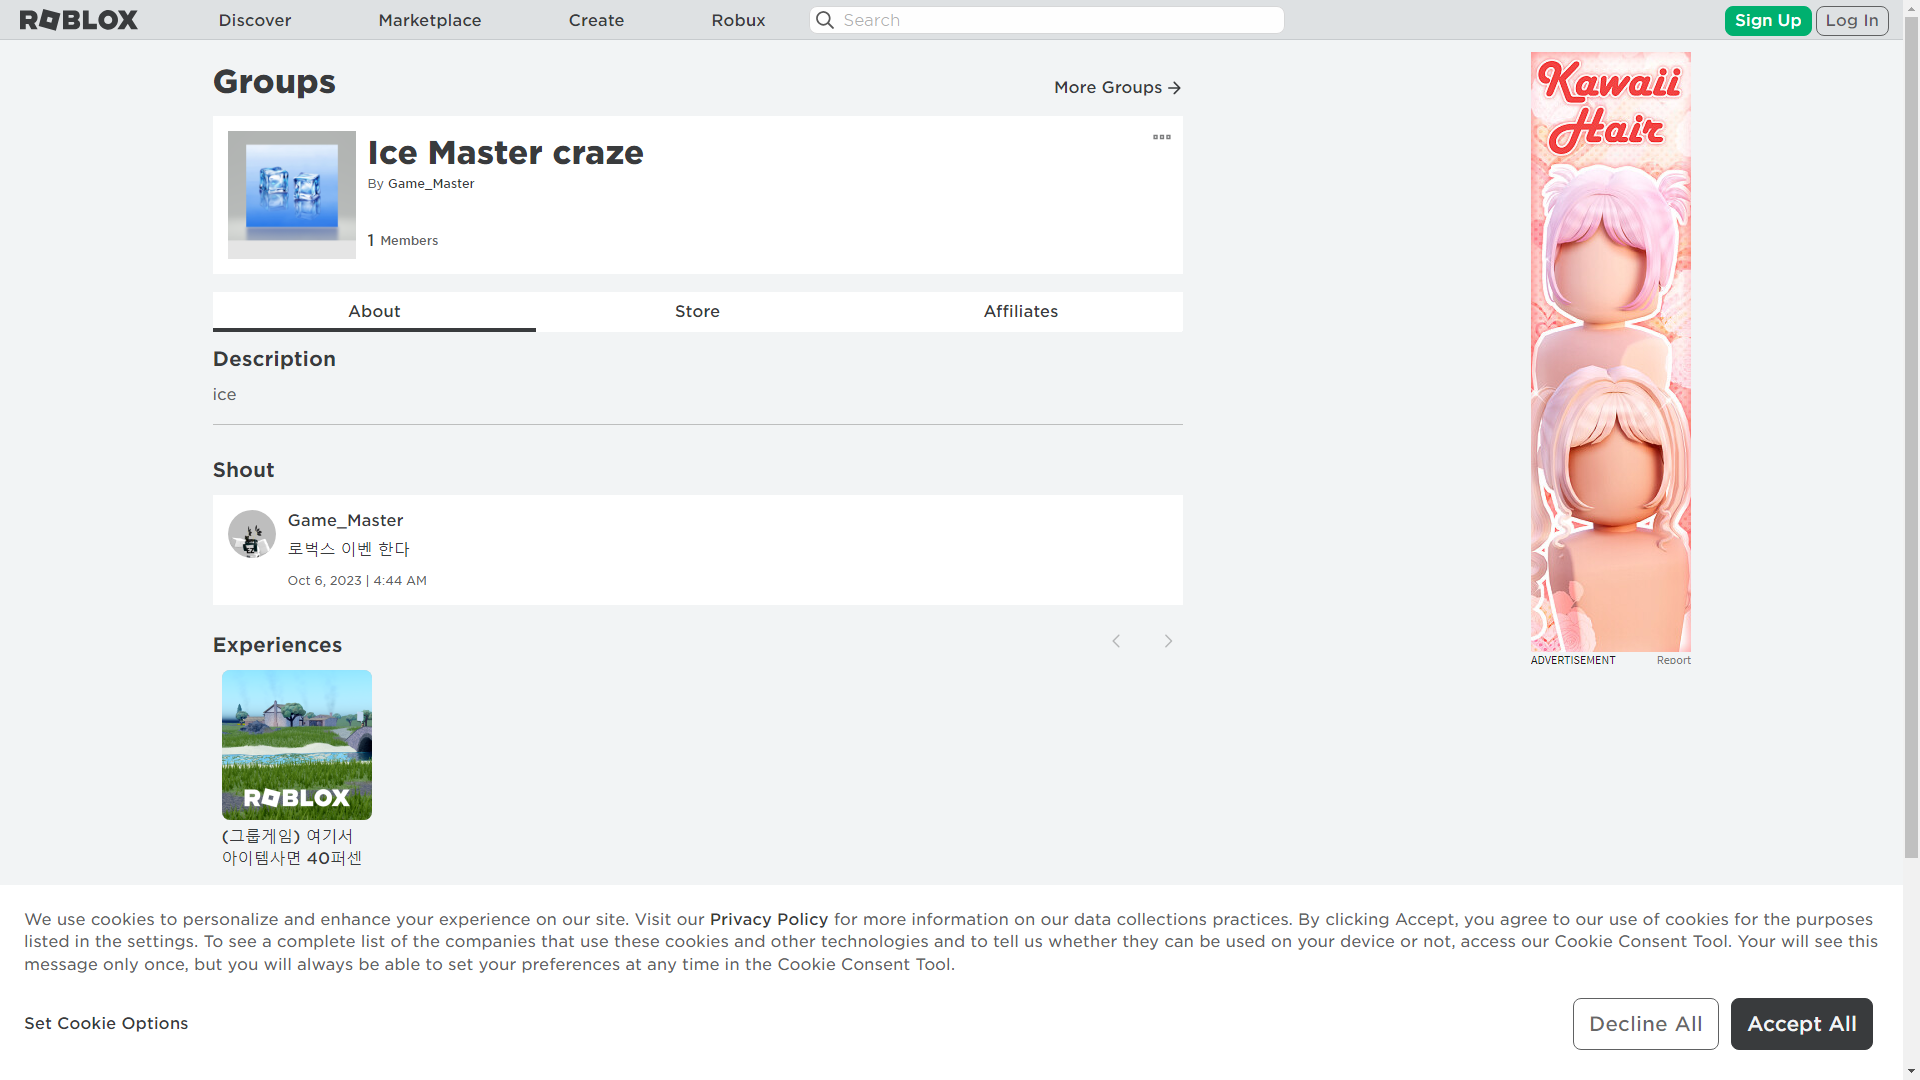 ROBLOX
Discover
Marketplace
Create
Robux
Search
Sign Up
Log In
Groups
More Groups
Ice Master craze
By Game_Master
1 Members
About
Store
Affiliates
Description
ice
Shout
Game_Master
로벅스 이벤 한다
Oct 6, 2023 | 4:44 AM
Experiences
ROBLOX
(그룹게임) 여기서
아이템사면 40퍼센
Kawaii
Hair
ADVERTISEMENT
Report
We use cookies to personalize and enhance your experience on our site. Visit our Privacy Policy for more information on our data collections practices. By clicking Accept, you agree to our use of cookies for the purposes
listed in the settings. To see a complete list of the companies that use these cookies and other technologies and to tell us whether they can be used on your device or not, access our Cookie Consent Tool. Your will see this
message only once, but you will always be able to set your preferences at any time in the Cookie Consent Tool.
Set Cookie Options
Decline All
Accept All